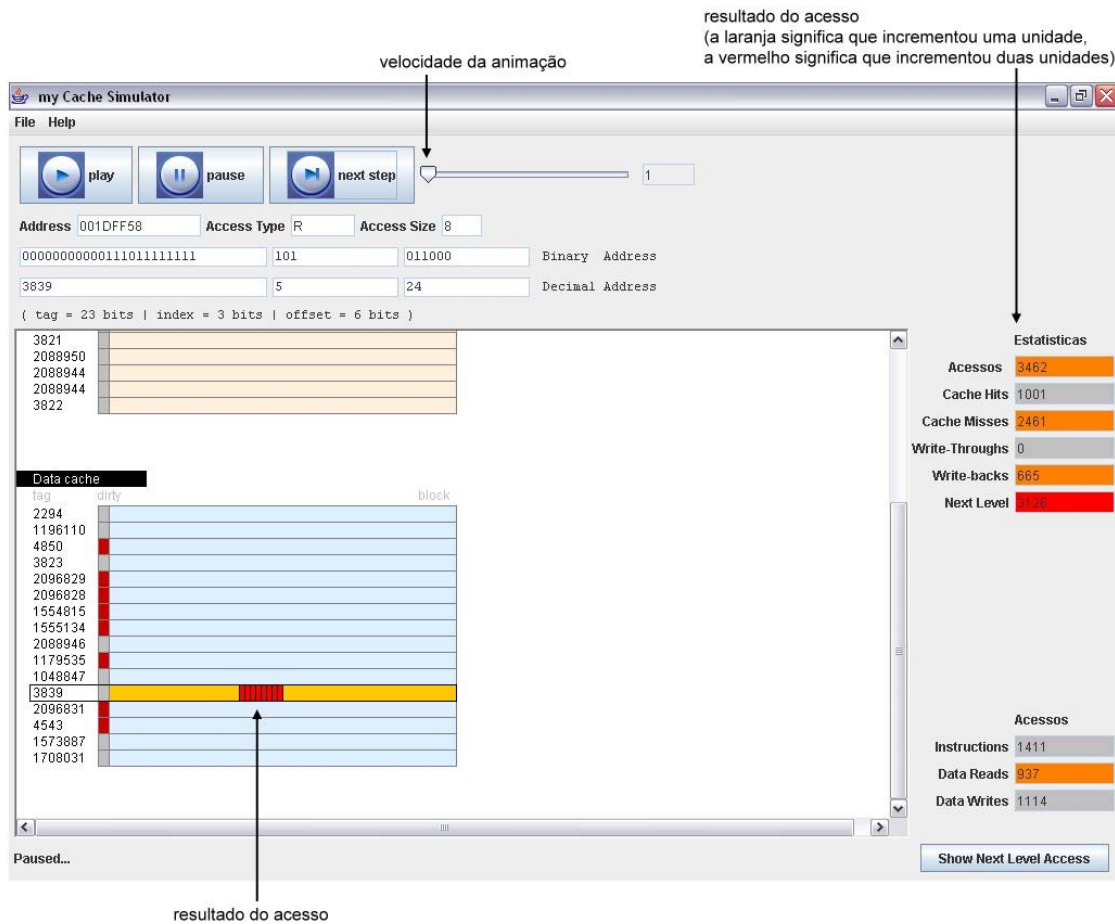 resultado do acesso
(a laranja significa que incrementou uma unidade,
a vermelho significa que incrementou duas unidades)
velocidade da animação
my Cache Simulator
File Help
play pause next step 1
Address 001DFF58 Access Type R Access Size 8
00000000000111011111111 101 011000 Binary Address
3839 5 24 Decimal Address
( tag = 23 bits | index = 3 bits | offset = 6 bits )
3821
2088950
2088944
2088944
3822
Estatisticas
Acessos 3462
Cache Hits 1001
Cache Misses 2461
Write-Throughs 0
Write-backs 665
Next Level 3126
Data cache
tag dirty block
2294
1196110
4850
3823
2096829
2096828
1554815
1555134
2088946
1179535
1048847
3839
2096831
4543
1573887
1708031
Acessos
Instructions 1411
Data Reads 937
Data Writes 1114
Paused...
Show Next Level Access
resultado do acesso